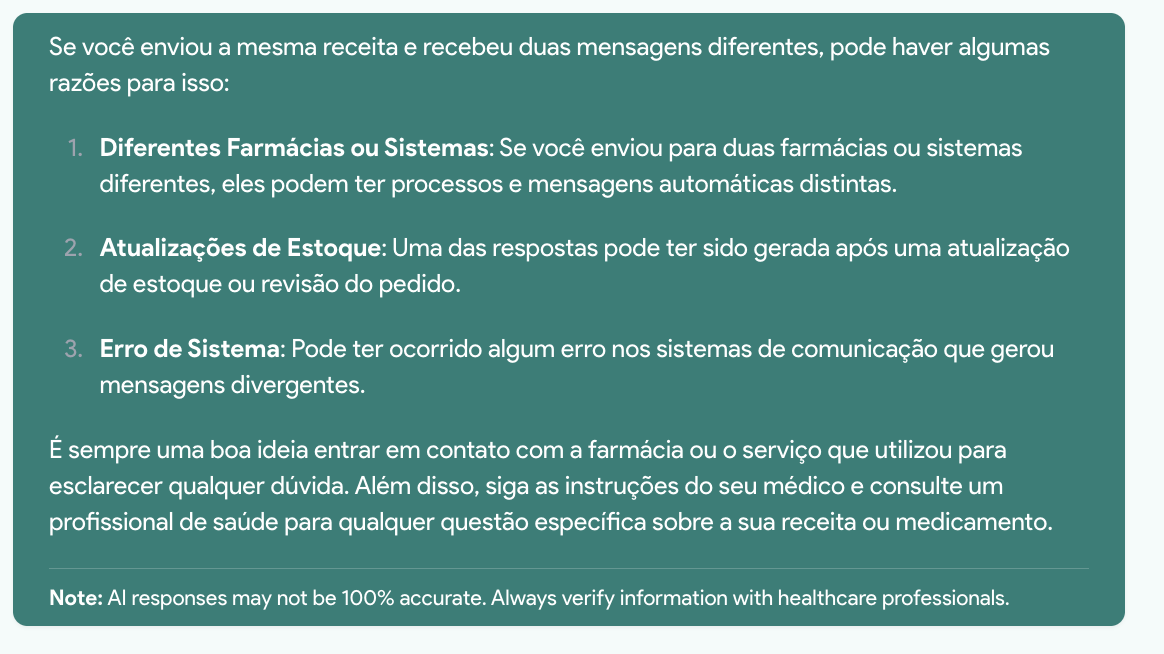 Se você enviou a mesma receita e recebeu duas mensagens diferentes, pode haver algumas
razões para isso:
1. Diferentes Farmácias ou Sistemas: Se você enviou para duas farmácias ou sistemas
diferentes, eles podem ter processos e mensagens automáticas distintas.
2. Atualizações de Estoque: Uma das respostas pode ter sido gerada após uma atualização
de estoque ou revisão do pedido.
3. Erro de Sistema: Pode ter ocorrido algum erro nos sistemas de comunicação que gerou
mensagens divergentes.
É sempre uma boa ideia entrar em contato com a farmácia ou o serviço que utilizou para
esclarecer qualquer dúvida. Além disso, siga as instruções do seu médico e consulte um
profissional de saúde para qualquer questão específica sobre a sua receita ou medicamento.
Note: AI responses may not be 100% accurate. Always verify information with healthcare professionals.